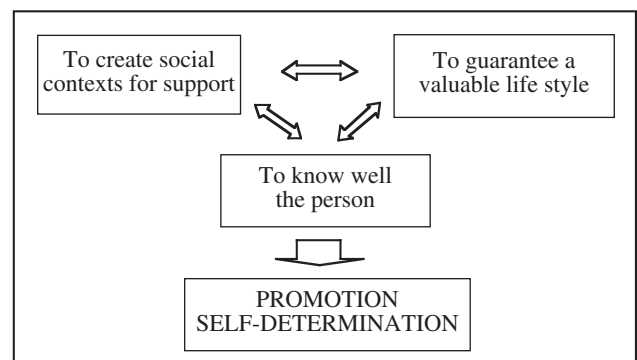 To create social
contexts for support
To guarantee a
valuable life style
To know well
the person
PROMOTION
SELF-DETERMINATION